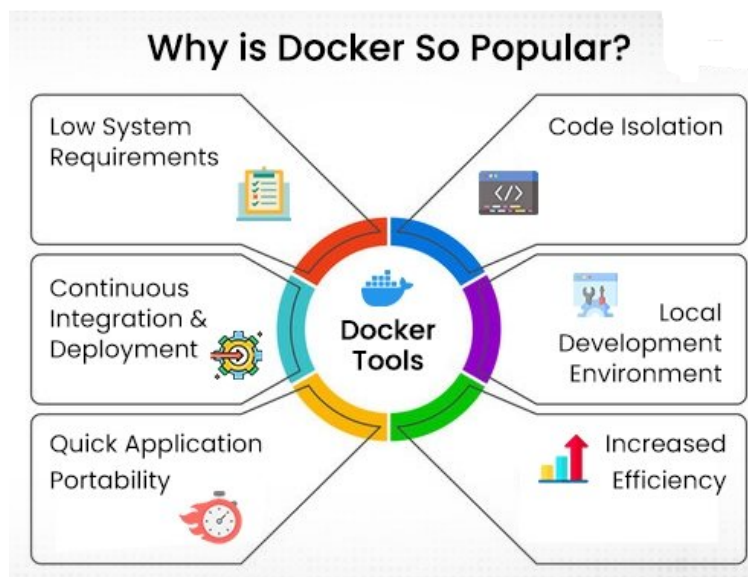 Why is Docker So Popular?
Low System
Requirements
Code Isolation
</>
Continuous
Integration &
Deployment
Local
Development
Environment
Docker
Tools
Quick Application
Portability
Increased
Efficiency